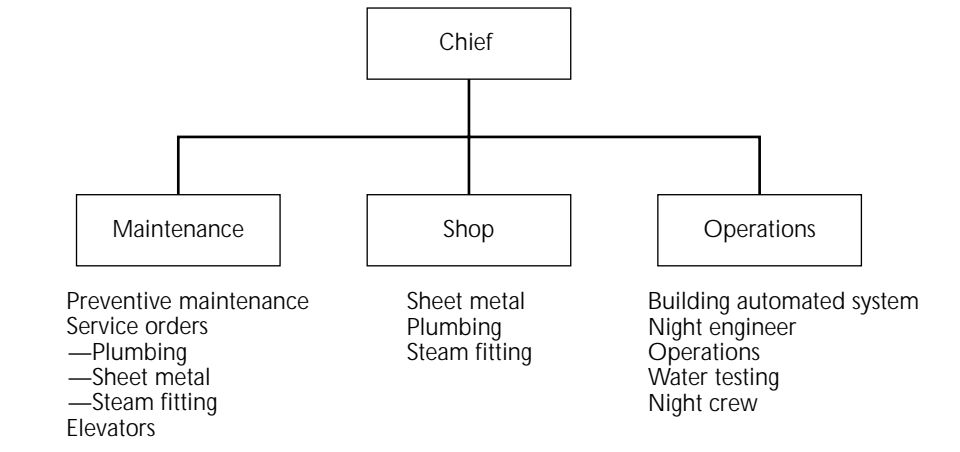 Chief
Maintenance
Shop
Operations
Preventive maintenance
Service orders
—Plumbing
—Sheet metal
—Steam fitting
Elevators
Sheet metal
Plumbing
Steam fitting
Building automated system
Night engineer
Operations
Water testing
Night crew